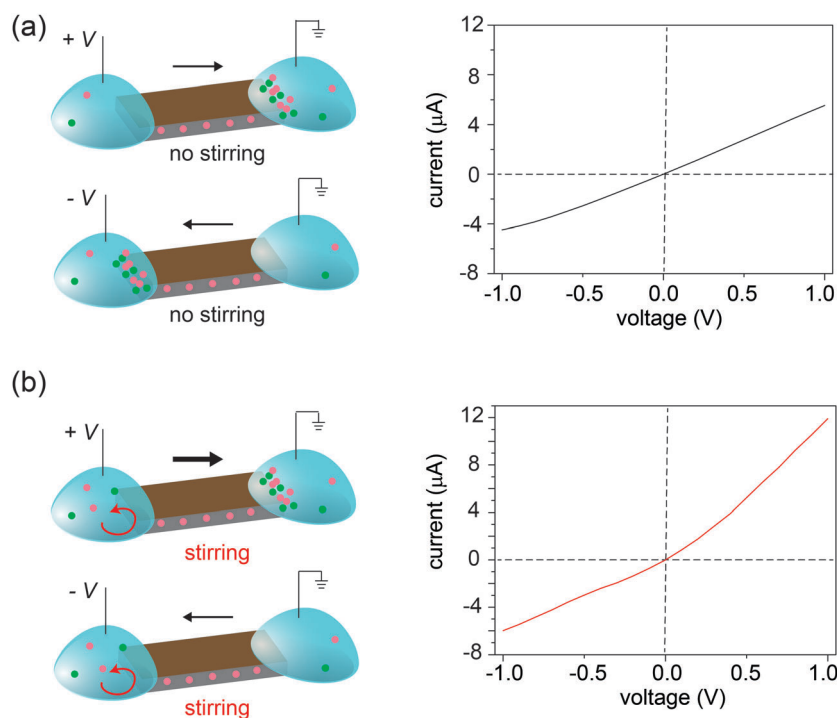 (a)
+ V
no stirring
- V
no stirring
12
8
4
0
-4
-8
current (μA)
-1.0 -0.5 0.0 0.5 1.0
voltage (V)
(b)
+ V
stirring
- V
stirring
12
8
4
0
-4
-8
current (μA)
-1.0 -0.5 0.0 0.5 1.0
voltage (V)